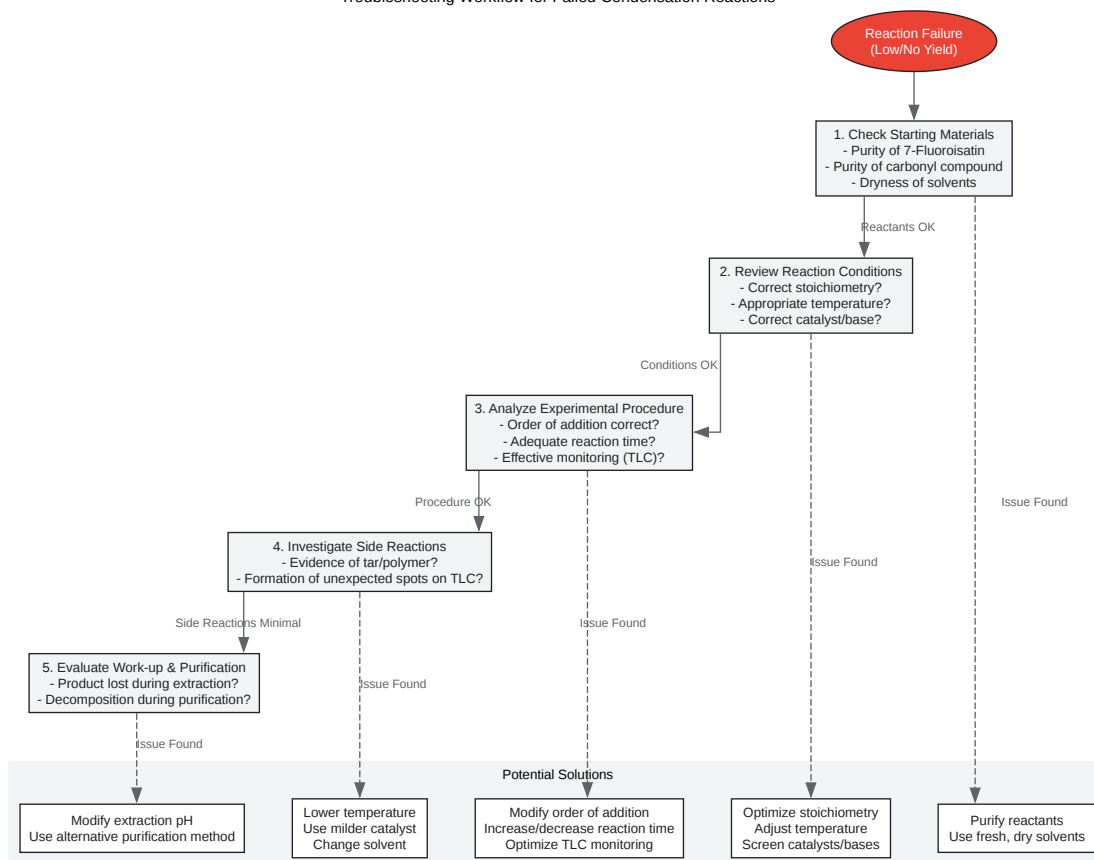 Troubleshooting Workflow for Failed Condensation Reactions
Reaction Failure
(Low/No Yield)
1. Check Starting Materials
- Purity of 7-Fluoroisatin
- Purity of carbonyl compound
- Dryness of solvents
Reactants OK
2. Review Reaction Conditions
- Correct stoichiometry?
- Appropriate temperature?
- Correct catalyst/base?
Conditions OK
3. Analyze Experimental Procedure
- Order of addition correct?
- Adequate reaction time?
- Effective monitoring (TLC)?
Procedure OK
Issue Found
4. Investigate Side Reactions
- Evidence of tar/polymer?
- Formation of unexpected spots on TLC?
Issue Found
Side Reactions Minimal
Issue Found
5. Evaluate Work-up & Purification
- Product lost during extraction?
- Decomposition during purification?
Issue Found
Issue Found
Potential Solutions
Modify extraction pH
Use alternative purification method
Lower temperature
Use milder catalyst
Change solvent
Modify order of addition
Increase/decrease reaction time
Optimize TLC monitoring
Optimize stoichiometry
Adjust temperature
Screen catalysts/bases
Purify reactants
Use fresh, dry solvents